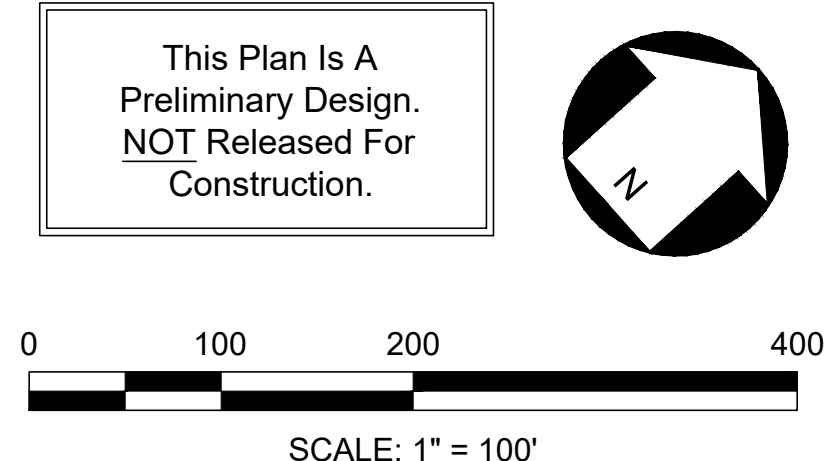 This Plan Is A
Preliminary Design.
NOT Released For
Construction.
N
0 100 200 400
SCALE: 1" = 100'